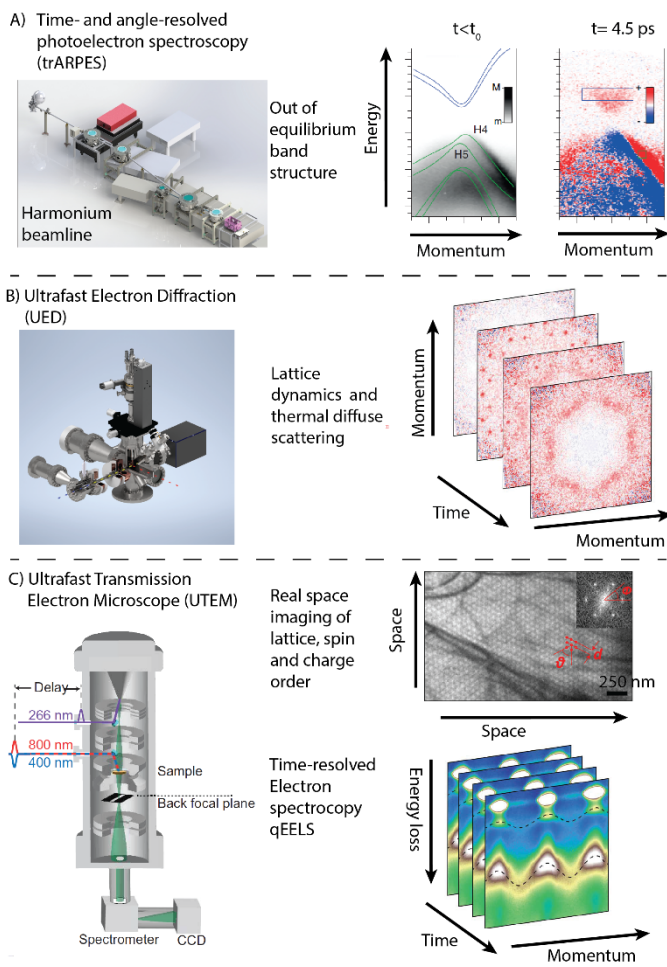 A) Time- and angle-resolved
photoelectron spectroscopy
(trARPES)
Harmonium
beamline
Out of
equilibrium
band
structure
t<t0
t= 4.5 ps
Energy
M
m
H4
H5
+
-
Momentum
Momentum
B) Ultrafast Electron Diffraction
(UED)
Lattice
dynamics and
thermal diffuse
scattering
Momentum
Time
Momentum
C) Ultrafast Transmission
Electron Microscope (UTEM)
Delay
266 nm
800 nm
400 nm
Sample
Back focal plane
Spectrometer
CCD
Real space
imaging of
lattice, spin
and charge
order
Space
250 nm
Space
Time-resolved
Electron
spectrocopy
qEELS
Energy loss
Time
Momentum